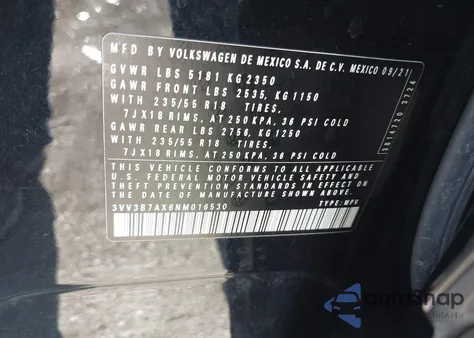 MFD BY VOLKSWAGEN DE MEXICO S.A. DE C.V. MEXICO 09/21
GVWR LBS 5181 KG 2350
GAWR FRONT LBS 2535, KG 1150
WITH 235/55 R18 TIRES,
7JX18 RIMS, AT 250 KPA, 36 PSI COLD
GAWR REAR LBS 2756, KG 1250
WITH 235/55 R18 TIRES,
7JX18 RIMS, AT 250 KPA, 36 PSI COLD
THIS VEHICLE CONFORMS TO ALL APPLICABLE
U.S. FEDERAL MOTOR VEHICLE SAFETY AND
THEFT PREVENTION STANDARDS IN EFFECT
ON THE DATE OF MANUFACTURE SHOWN ABOVE
3VV3B7AX6NM016530 TYPE: MPV
3014720 3724
AutoSnap